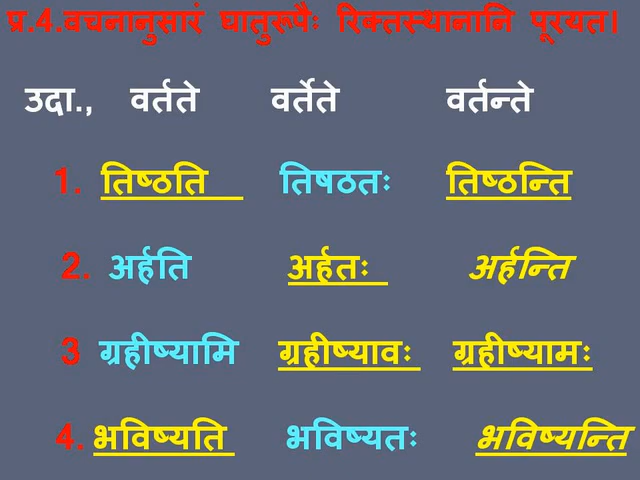 प्र.4.वचनानुसारं घातुरूपैः रिक्तस्थानानि पूरयत।
उदा., वर्तते वर्तेते वर्तन्ते
1. तिष्ठति तिषठतः तिष्ठन्ति
2. अर्हति अर्हतः अर्हन्ति
3 ग्रहीष्यामि ग्रहीष्यावः ग्रहीष्यामः
4. भविष्यति भविष्यतः भविष्यन्ति